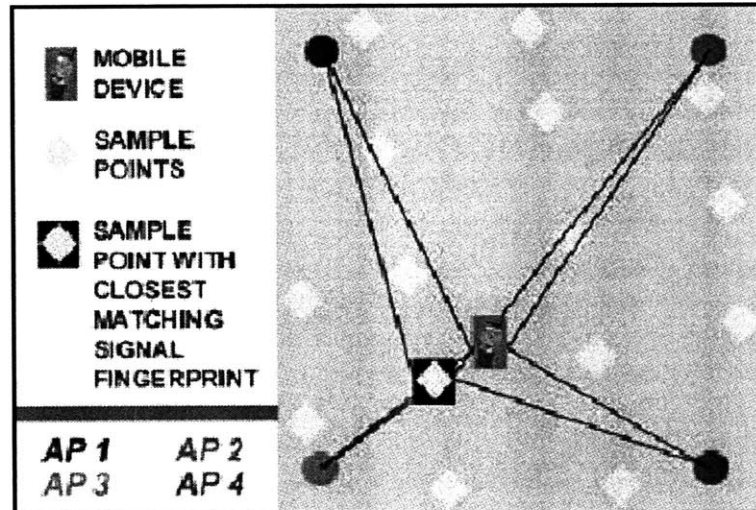 MOBILE
DEVICE
SAMPLE
POINTS
SAMPLE
POINT WITH
CLOSEST
MATCHING
SIGNAL
FINGERPRINT
AP 1 AP 2
AP 3 AP 4